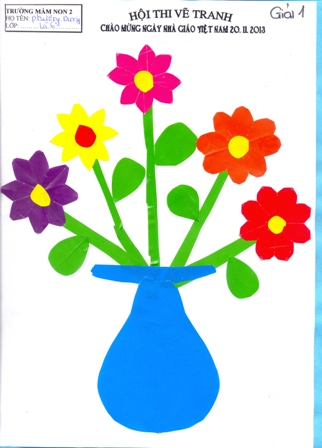 TRƯỜNG MẦM NON 2
HỌ TÊN:
LỚP:
HỘI THI VẼ TRANH
CHÀO MỪNG NGÀY NHÀ GIÁO VIỆT NAM 20.11.2013
Giải 1